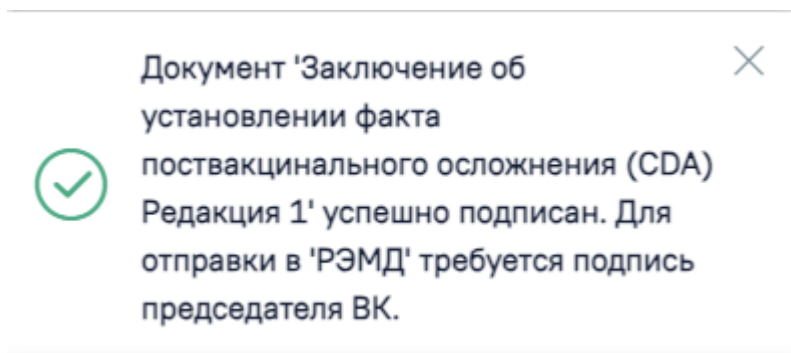 Документ 'Заключение об
установлении факта
поствакцинального осложнения (CDA)
Редакция 1' успешно подписан. Для
отправки в 'РЭМД' требуется подпись
председателя ВК.